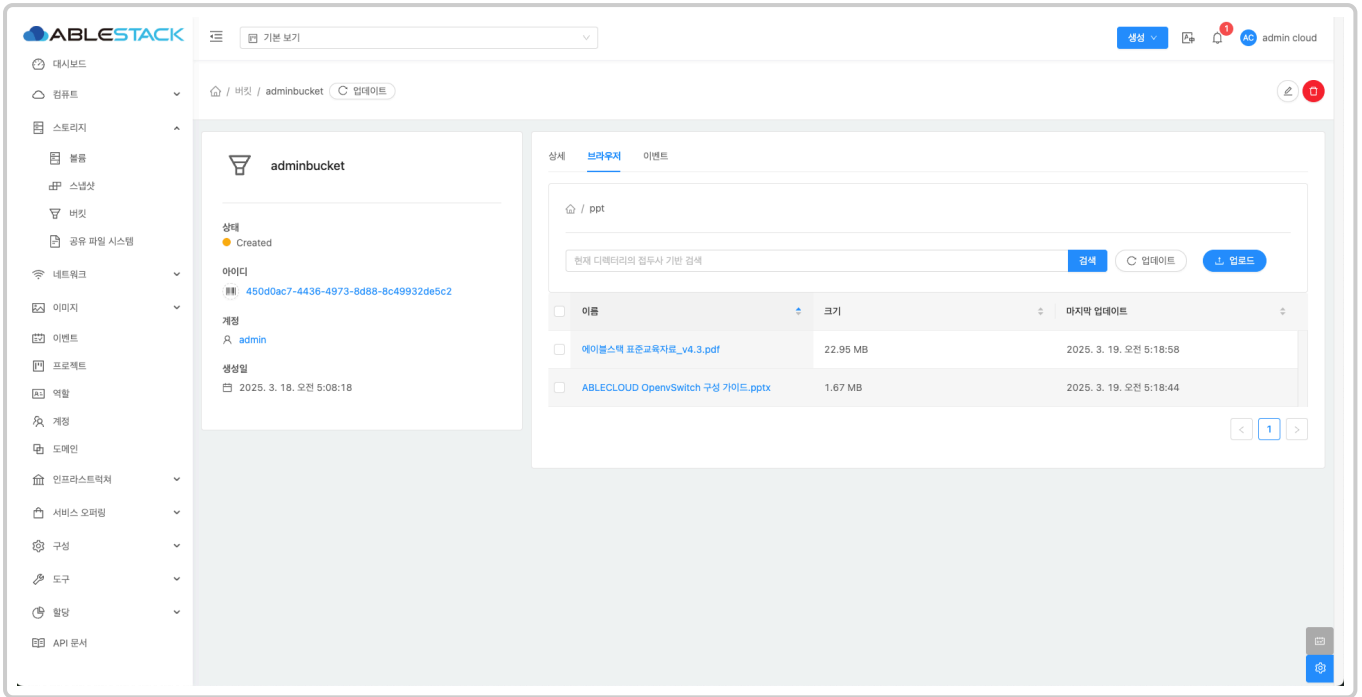 ABLESTACK
기본 보기
생성
1
AC
admin cloud
대시보드
컴퓨트
스토리지
볼륨
스냅샷
버킷
공유 파일 시스템
네트워크
이미지
이벤트
프로젝트
역할
계정
도메인
인프라스트럭쳐
서비스 오퍼링
구성
도구
할당
API 문서
/ 버킷 / adminbucket 업데이트
adminbucket
상태
Created
아이디
450d0ac7-4436-4973-8d88-8c49932de5c2
계정
admin
생성일
2025. 3. 18. 오전 5:08:18
상세 브라우저 이벤트
/ ppt
현재 디렉터리의 접두사 기반 검색 검색 업데이트 업로드
이름 크기 마지막 업데이트
에이블스택 표준교육자료_v4.3.pdf 22.95 MB 2025. 3. 19. 오전 5:18:58
ABLECLOUD OpenvSwitch 구성 가이드.pptx 1.67 MB 2025. 3. 19. 오전 5:18:44
< 1 >